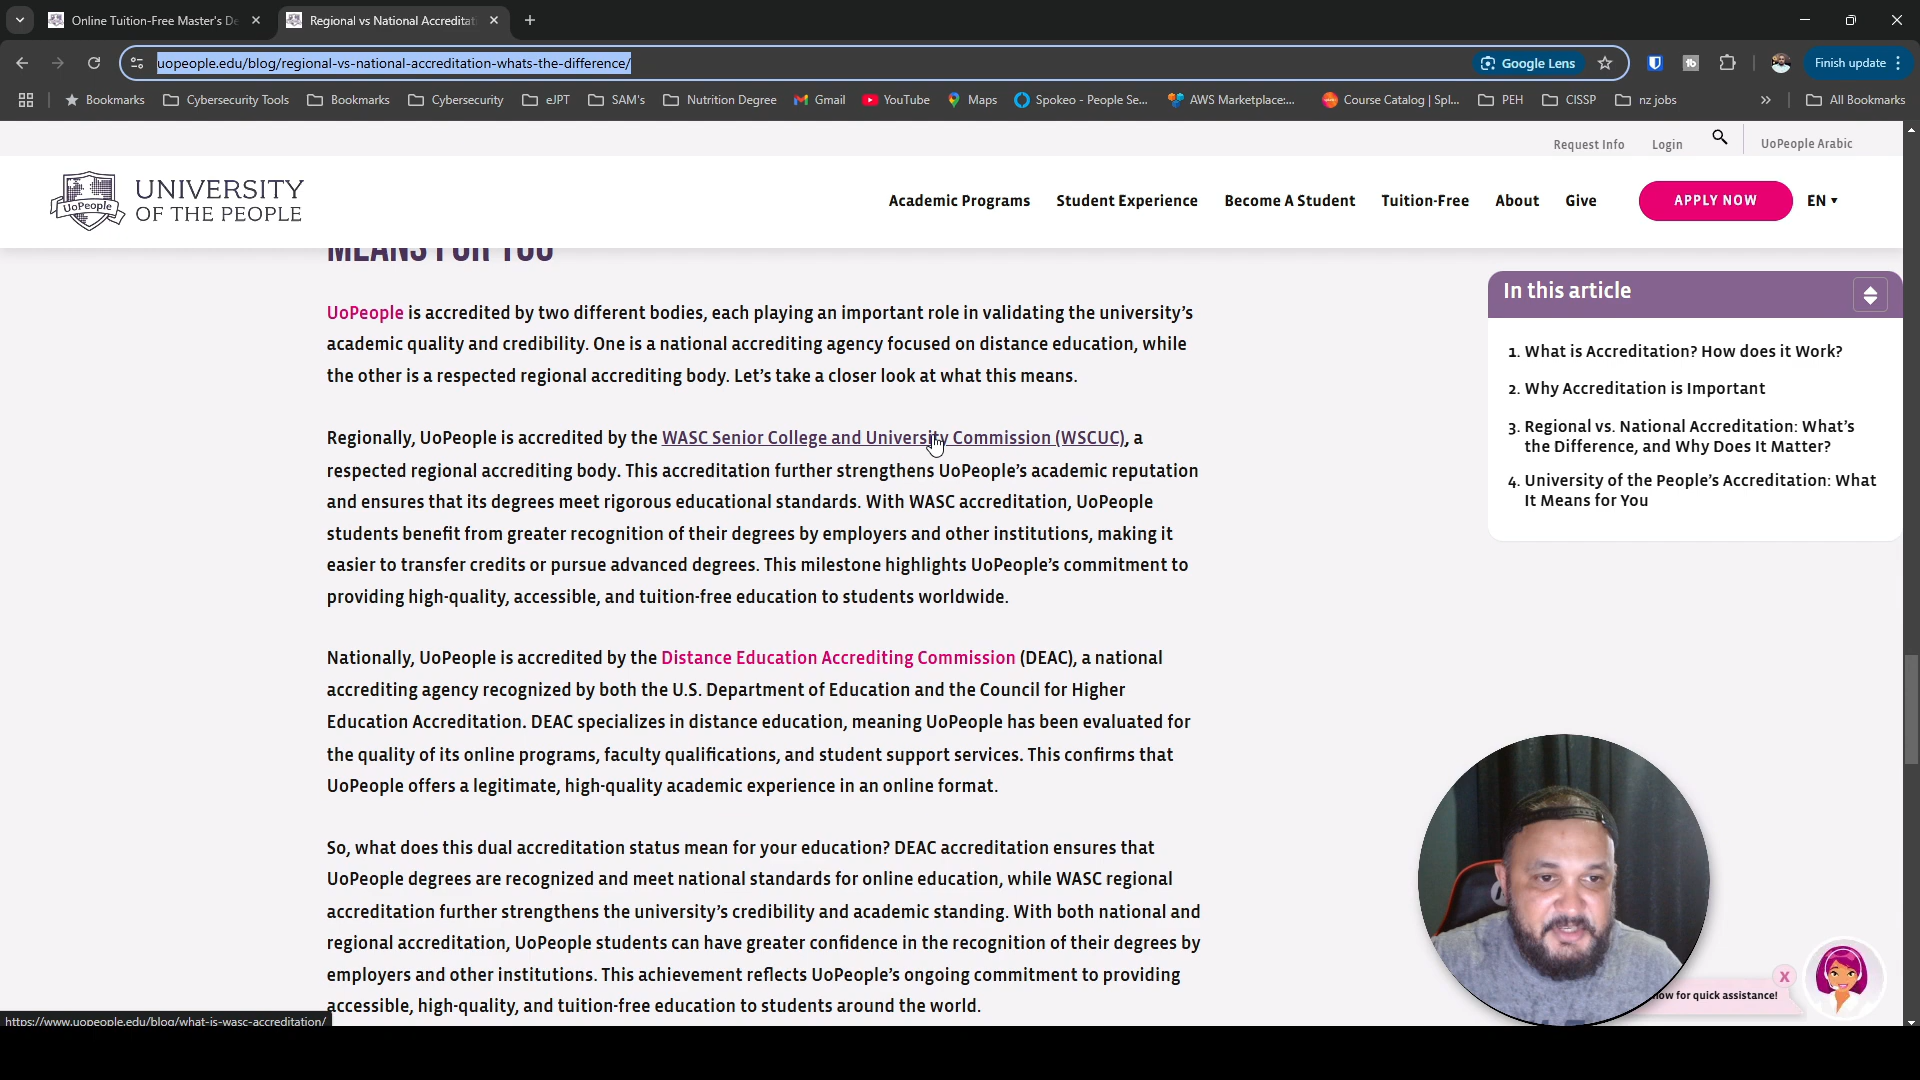 Online Tuition-Free Master's De
Regional vs National Accreditat
uopeople.edu/blog/regional-vs-national-accreditation-whats-the-difference/
Google Lens
Finish update
Bookmarks
Cybersecurity Tools
Bookmarks
Cybersecurity
eJPT
SAM's
Nutrition Degree
Gmail
YouTube
Maps
Spokeo - People Se...
AWS Marketplace:...
Course Catalog | Spl...
PEH
CISSP
nz jobs
All Bookmarks
Request Info
Login
UoPeople Arabic
UoPeople
UNIVERSITY
OF THE PEOPLE
Academic Programs
Student Experience
Become A Student
Tuition-Free
About
Give
APPLY NOW
EN
MEANS FOR YOU
UoPeople is accredited by two different bodies, each playing an important role in validating the university's
academic quality and credibility. One is a national accrediting agency focused on distance education, while
the other is a respected regional accrediting body. Let's take a closer look at what this means.
Regionally, UoPeople is accredited by the WASC Senior College and University Commission (WSCUC), a
respected regional accrediting body. This accreditation further strengthens UoPeople's academic reputation
and ensures that its degrees meet rigorous educational standards. With WASC accreditation, UoPeople
students benefit from greater recognition of their degrees by employers and other institutions, making it
easier to transfer credits or pursue advanced degrees. This milestone highlights UoPeople's commitment to
providing high-quality, accessible, and tuition-free education to students worldwide.
Nationally, UoPeople is accredited by the Distance Education Accrediting Commission (DEAC), a national
accrediting agency recognized by both the U.S. Department of Education and the Council for Higher
Education Accreditation. DEAC specializes in distance education, meaning UoPeople has been evaluated for
the quality of its online programs, faculty qualifications, and student support services. This confirms that
UoPeople offers a legitimate, high-quality academic experience in an online format.
So, what does this dual accreditation status mean for your education? DEAC accreditation ensures that
UoPeople degrees are recognized and meet national standards for online education, while WASC regional
accreditation further strengthens the university's credibility and academic standing. With both national and
regional accreditation, UoPeople students can have greater confidence in the recognition of their degrees by
employers and other institutions. This achievement reflects UoPeople's ongoing commitment to providing
accessible, high-quality, and tuition-free education to students around the world.
In this article
1. What is Accreditation? How does it Work?
2. Why Accreditation is Important
3. Regional vs. National Accreditation: What's
the Difference, and Why Does It Matter?
4. University of the People's Accreditation: What
It Means for You
X
now for quick assistance!
https://www.uopeople.edu/blog/what-is-wasc-accreditation/